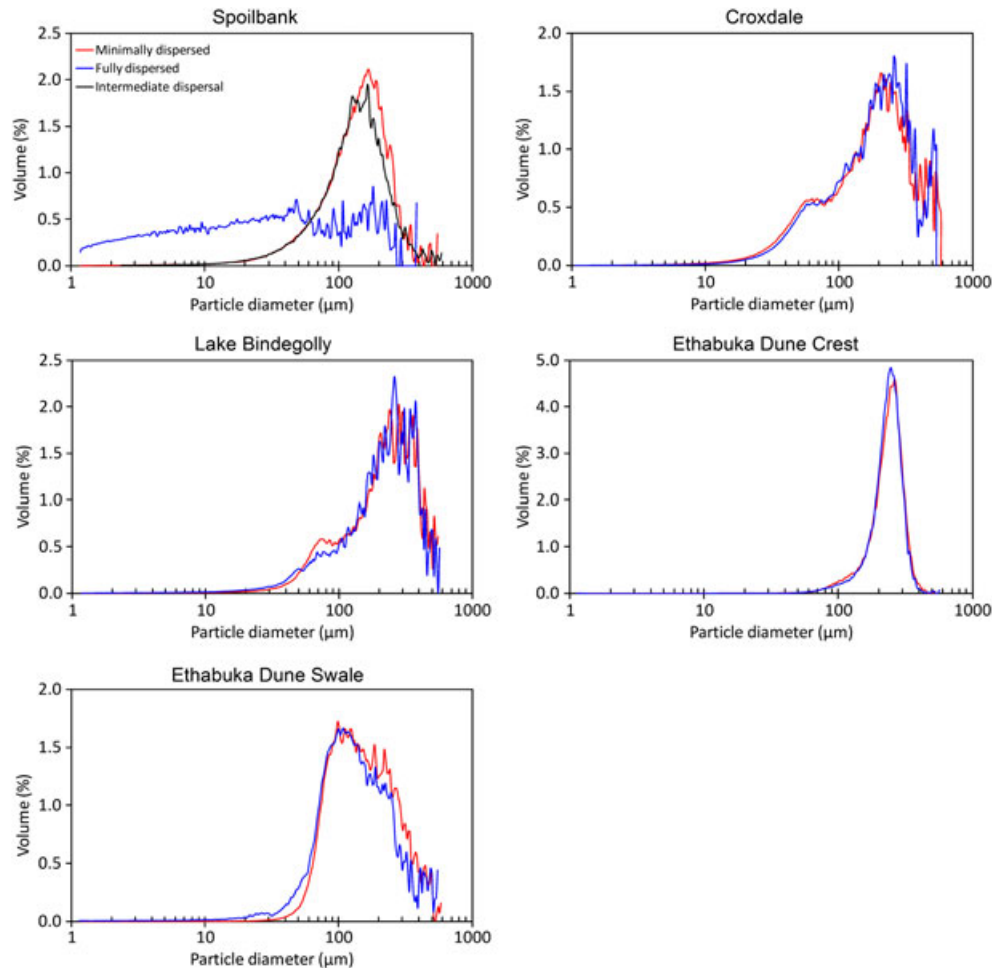 Spoilbank
2.5
2.0
1.5
1.0
0.5
0.0
Volume (%)
Minimally dispersed
Fully dispersed
Intermediate dispersal
1 10 100 1000
Particle diameter (µm)
Croxdale
2.0
1.5
1.0
0.5
0.0
Volume (%)
1 10 100 1000
Particle diameter (µm)
Lake Bindegolly
2.5
2.0
1.5
1.0
0.5
0.0
Volume (%)
1 10 100 1000
Particle diameter (µm)
Ethabuka Dune Crest
5.0
4.0
3.0
2.0
1.0
0.0
Volume (%)
1 10 100 1000
Particle diameter (µm)
Ethabuka Dune Swale
2.0
1.5
1.0
0.5
0.0
Volume (%)
1 10 100 1000
Particle diameter (µm)